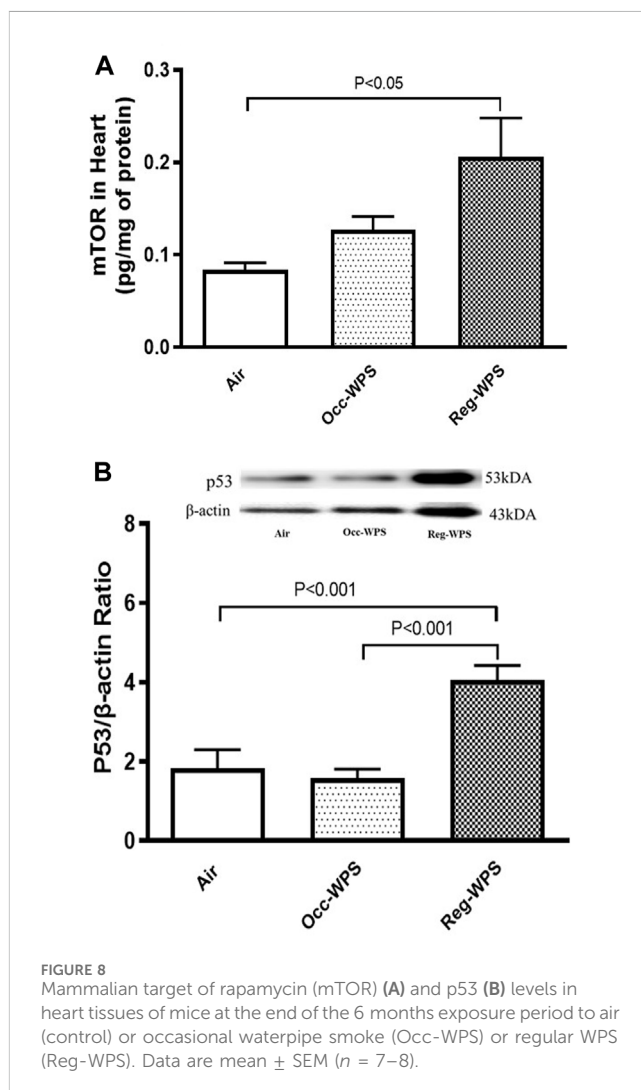 A
0.3
0.2
0.1
0.0
mTOR in Heart
(pg/mg of protein)
P<0.05
Air
Occ-WPS
Reg-WPS
B
p53
53kDA
β-actin
43kDA
Air
Occ-WPS
Reg-WPS
8
6
4
2
0
P53/β-actin Ratio
P<0.001
P<0.001
Air
Occ-WPS
Reg-WPS
FIGURE 8
Mammalian target of rapamycin (mTOR) (A) and p53 (B) levels in
heart tissues of mice at the end of the 6 months exposure period to air
(control) or occasional waterpipe smoke (Occ-WPS) or regular WPS
(Reg-WPS). Data are mean ± SEM (n = 7–8).